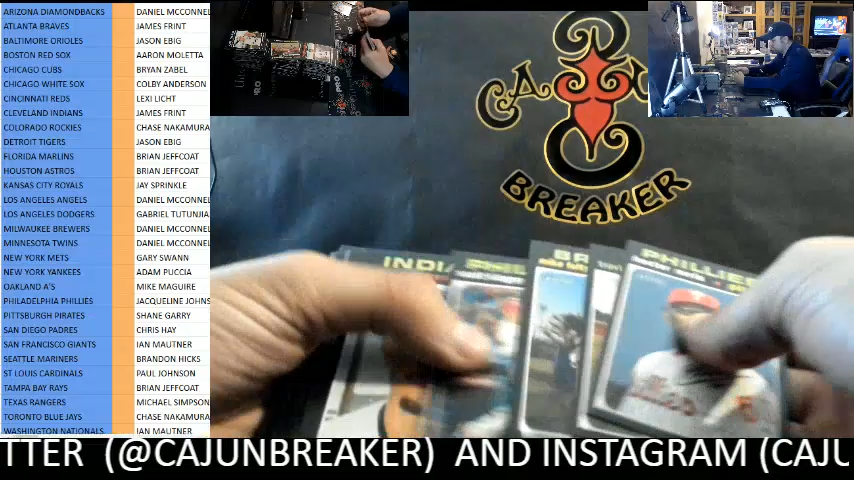 ARIZONA DIAMONDBACKS DANIEL MCCONNEL
ATLANTA BRAVES JAMES FRINT
BALTIMORE ORIOLES JASON EBIG
BOSTON RED SOX AARON MOLETTA
CHICAGO CUBS BRYAN ZABEL
CHICAGO WHITE SOX COLBY ANDERSON
CINCINNATI REDS LEXI LICHT
CLEVELAND INDIANS JAMES FRINT
COLORADO ROCKIES CHASE NAKAMURA
DETROIT TIGERS JASON EBIG
FLORIDA MARLINS BRIAN JEFFCOAT
HOUSTON ASTROS BRIAN JEFFCOAT
KANSAS CITY ROYALS JAY SPRINKLE
LOS ANGELES ANGELS DANIEL MCCONNEL
LOS ANGELES DODGERS GABRIEL TUTUNJIA
MILWAUKEE BREWERS DANIEL MCCONNEL
MINNESOTA TWINS DANIEL MCCONNEL
NEW YORK METS GARY SWANN
NEW YORK YANKEES ADAM PUCCIA
OAKLAND A'S MIKE MAGUIRE
PHILADELPHIA PHILLIES JACQUELINE JOHNS
PITTSBURGH PIRATES SHANE GARRY
SAN DIEGO PADRES CHRIS HAY
SAN FRANCISCO GIANTS IAN MAUTNER
SEATTLE MARINERS BRANDON HICKS
ST LOUIS CARDINALS PAUL JOHNSON
TAMPA BAY RAYS BRIAN JEFFCOAT
TEXAS RANGERS MICHAEL SIMPSON
TORONTO BLUE JAYS CHASE NAKAMURA
WASHINGTON NATIONALS IAN MAUTNER
CA
BREAKER
INDIA
PHIL
BR
PHILLIES
TTER (@CAJUNBREAKER) AND INSTAGRAM (CAJU